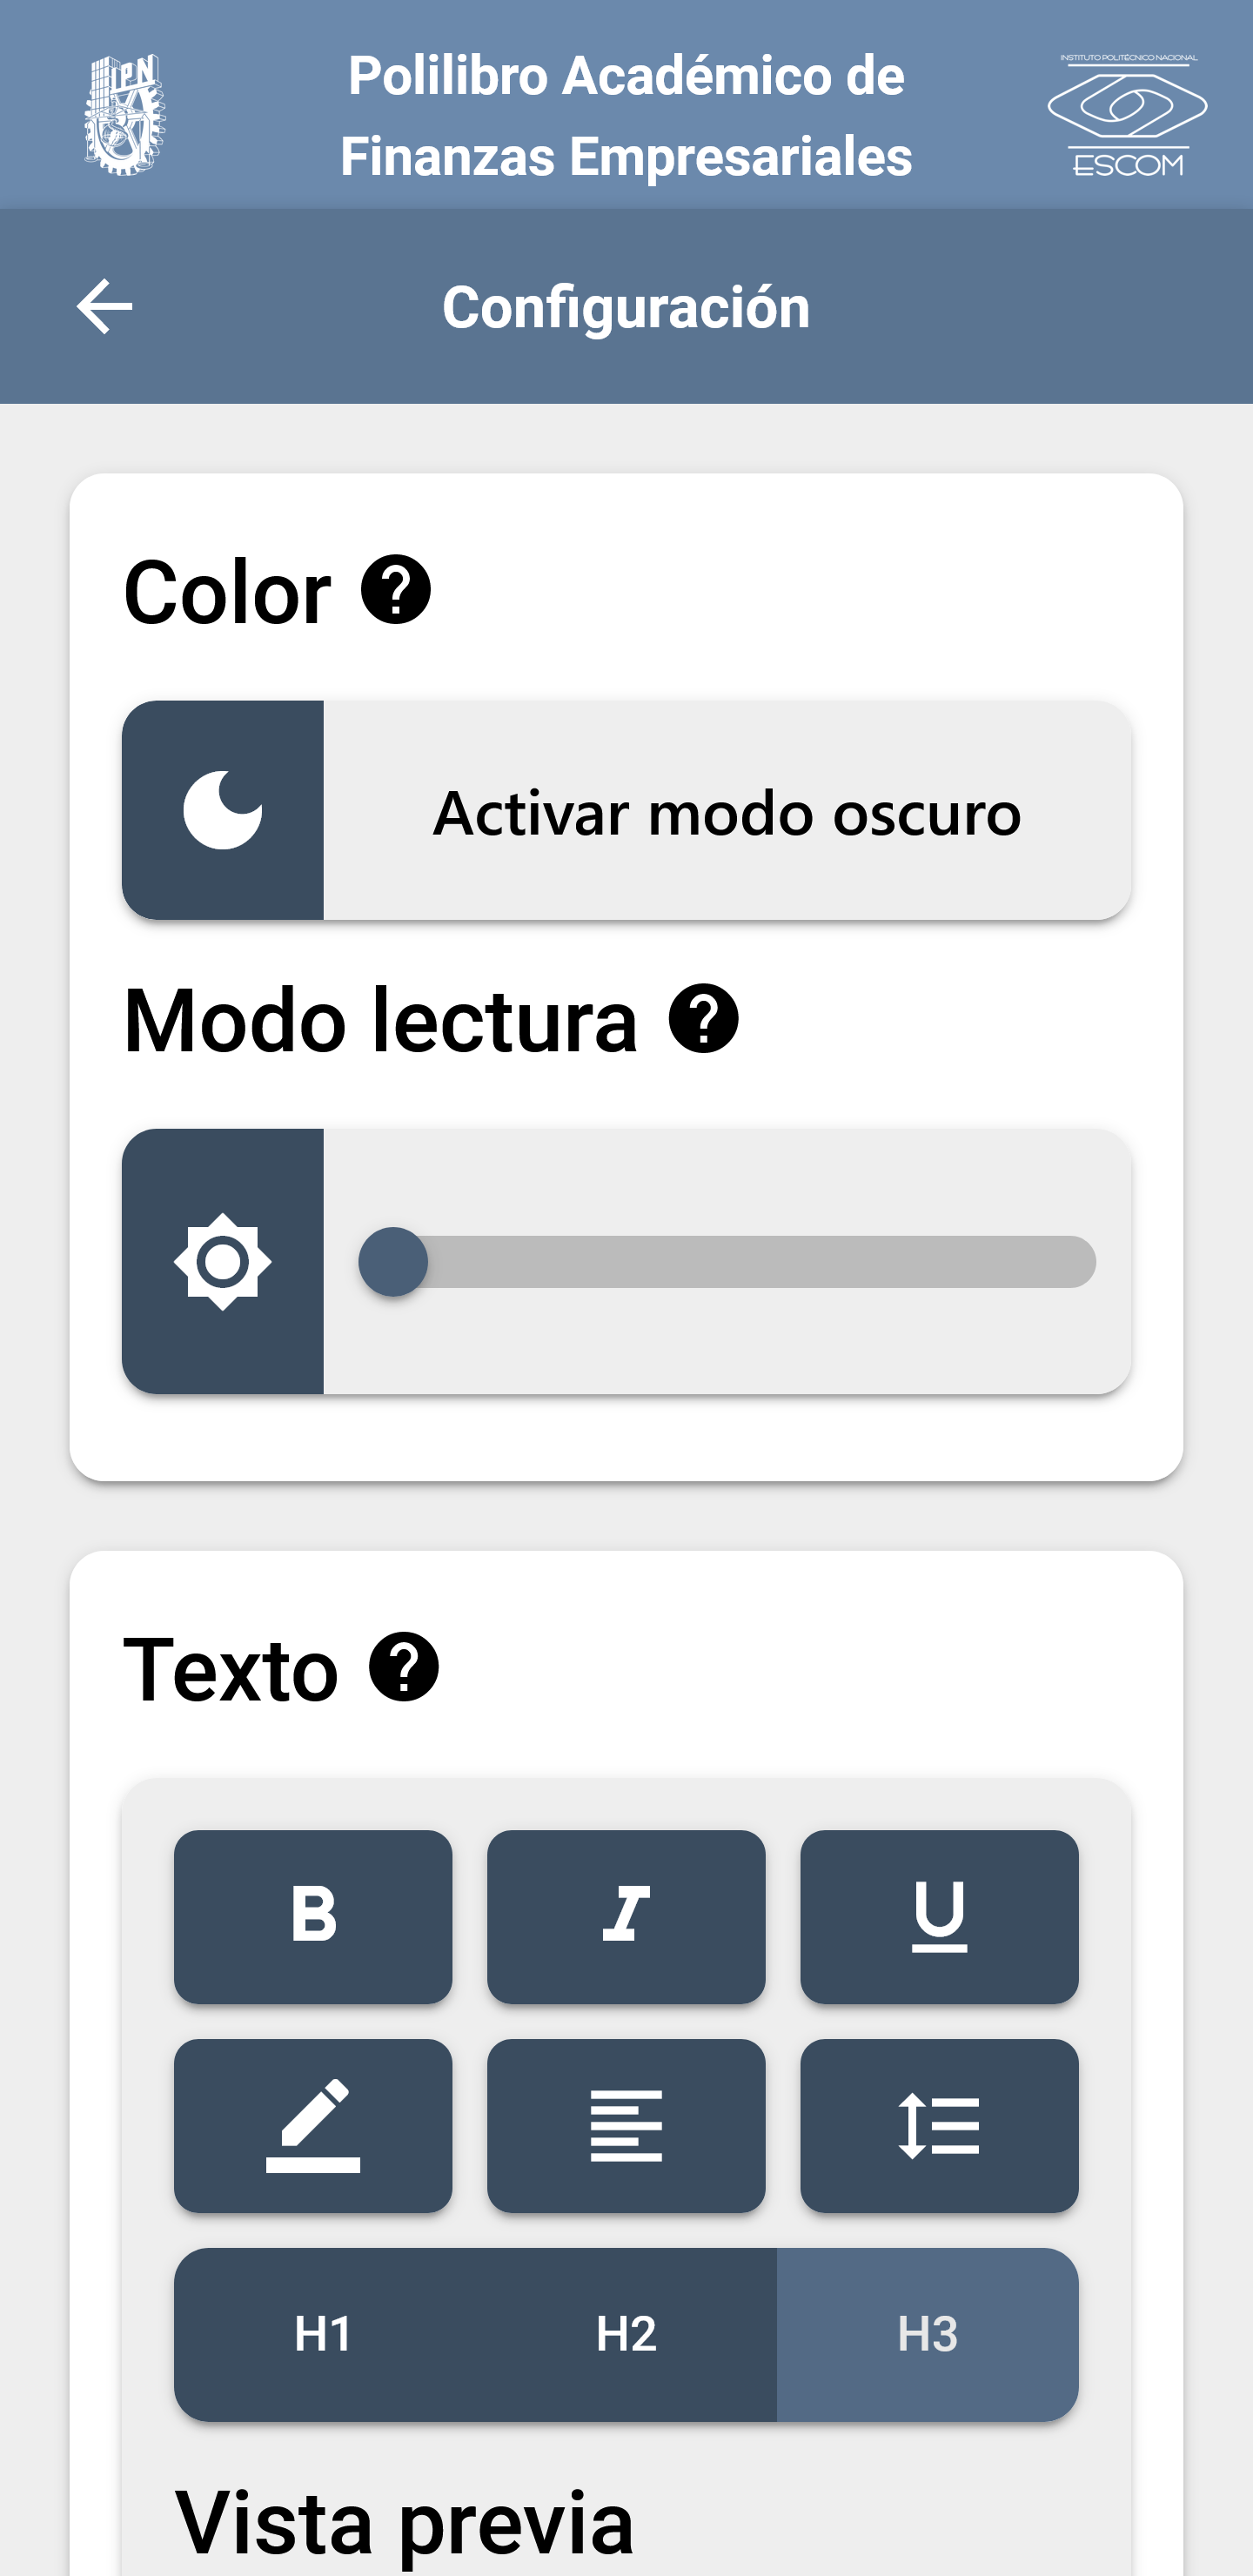 IPN
Polilibro Académico de
Finanzas Empresariales
INSTITUTO POLITÉCNICO NACIONAL
ESCOM
Configuración
Color
Activar modo oscuro
Modo lectura
Texto
B I U
H1 H2 H3
Vista previa